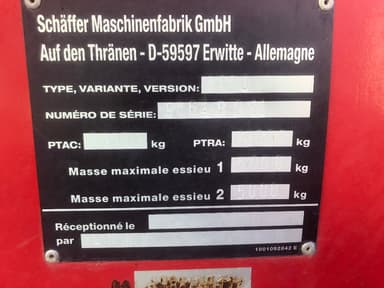 Schäffer Maschinenfabrik GmbH
Auf den Thränen - D-59597 Erwitte - Allemagne
TYPE, VARIANTE, VERSION:
NUMÉRO DE SÉRIE:
PTAC: kg PTRA: kg
Masse maximale essieu 1 kg
Masse maximale essieu 2 kg
Réceptionné le
par
1001092842 E